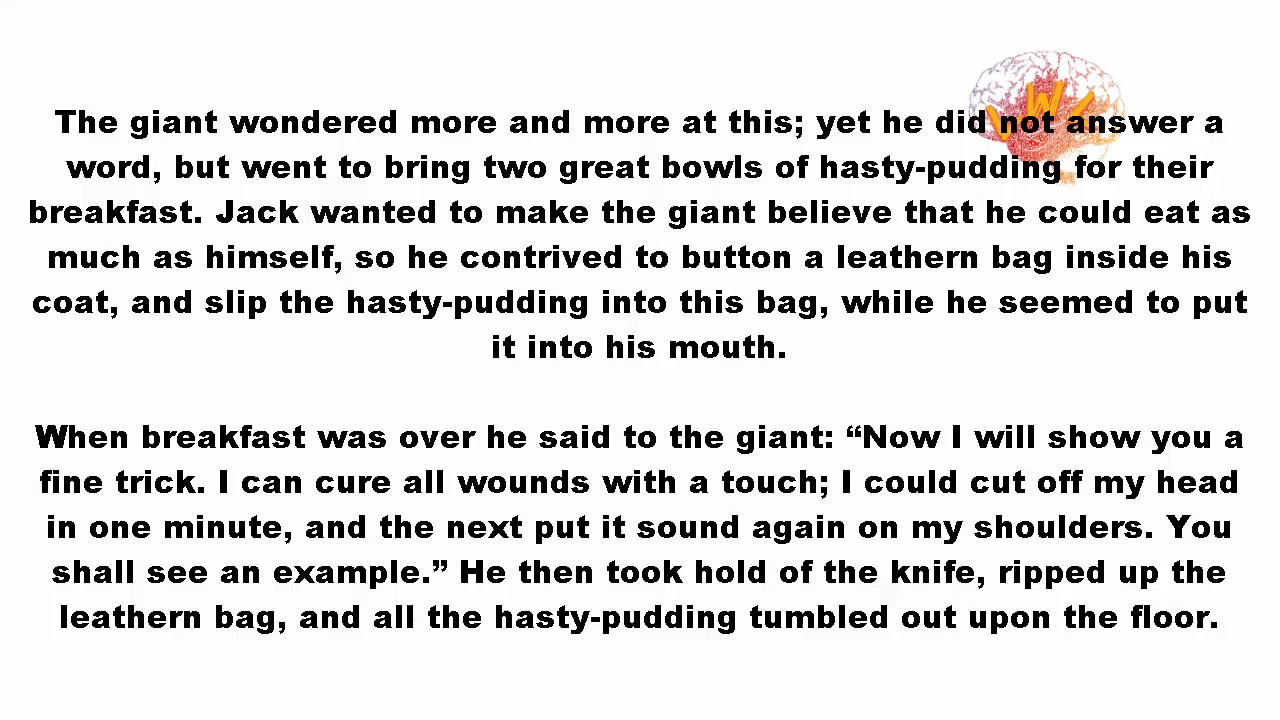 The giant wondered more and more at this; yet he did not answer a
word, but went to bring two great bowls of hasty-pudding for their
breakfast. Jack wanted to make the giant believe that he could eat as
much as himself, so he contrived to button a leathern bag inside his
coat, and slip the hasty-pudding into this bag, while he seemed to put
it into his mouth.
When breakfast was over he said to the giant: “Now I will show you a
fine trick. I can cure all wounds with a touch; I could cut off my head
in one minute, and the next put it sound again on my shoulders. You
shall see an example.” He then took hold of the knife, ripped up the
leathern bag, and all the hasty-pudding tumbled out upon the floor.